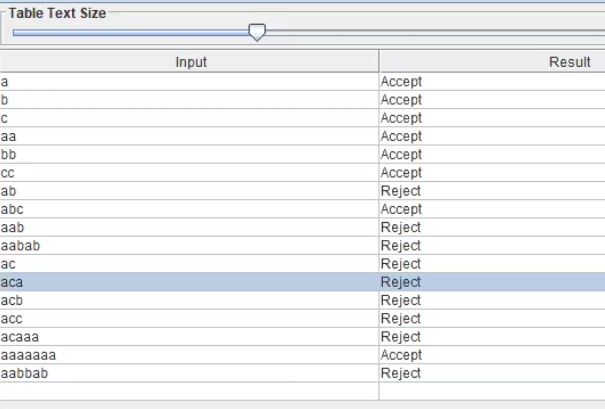 Table Text Size
Input Result
a Accept
b Accept
c Accept
aa Accept
bb Accept
cc Accept
ab Reject
abc Accept
aab Reject
aabab Reject
ac Reject
aca Reject
acb Reject
acc Reject
acaaa Reject
aaaaaaa Accept
aabbab Reject